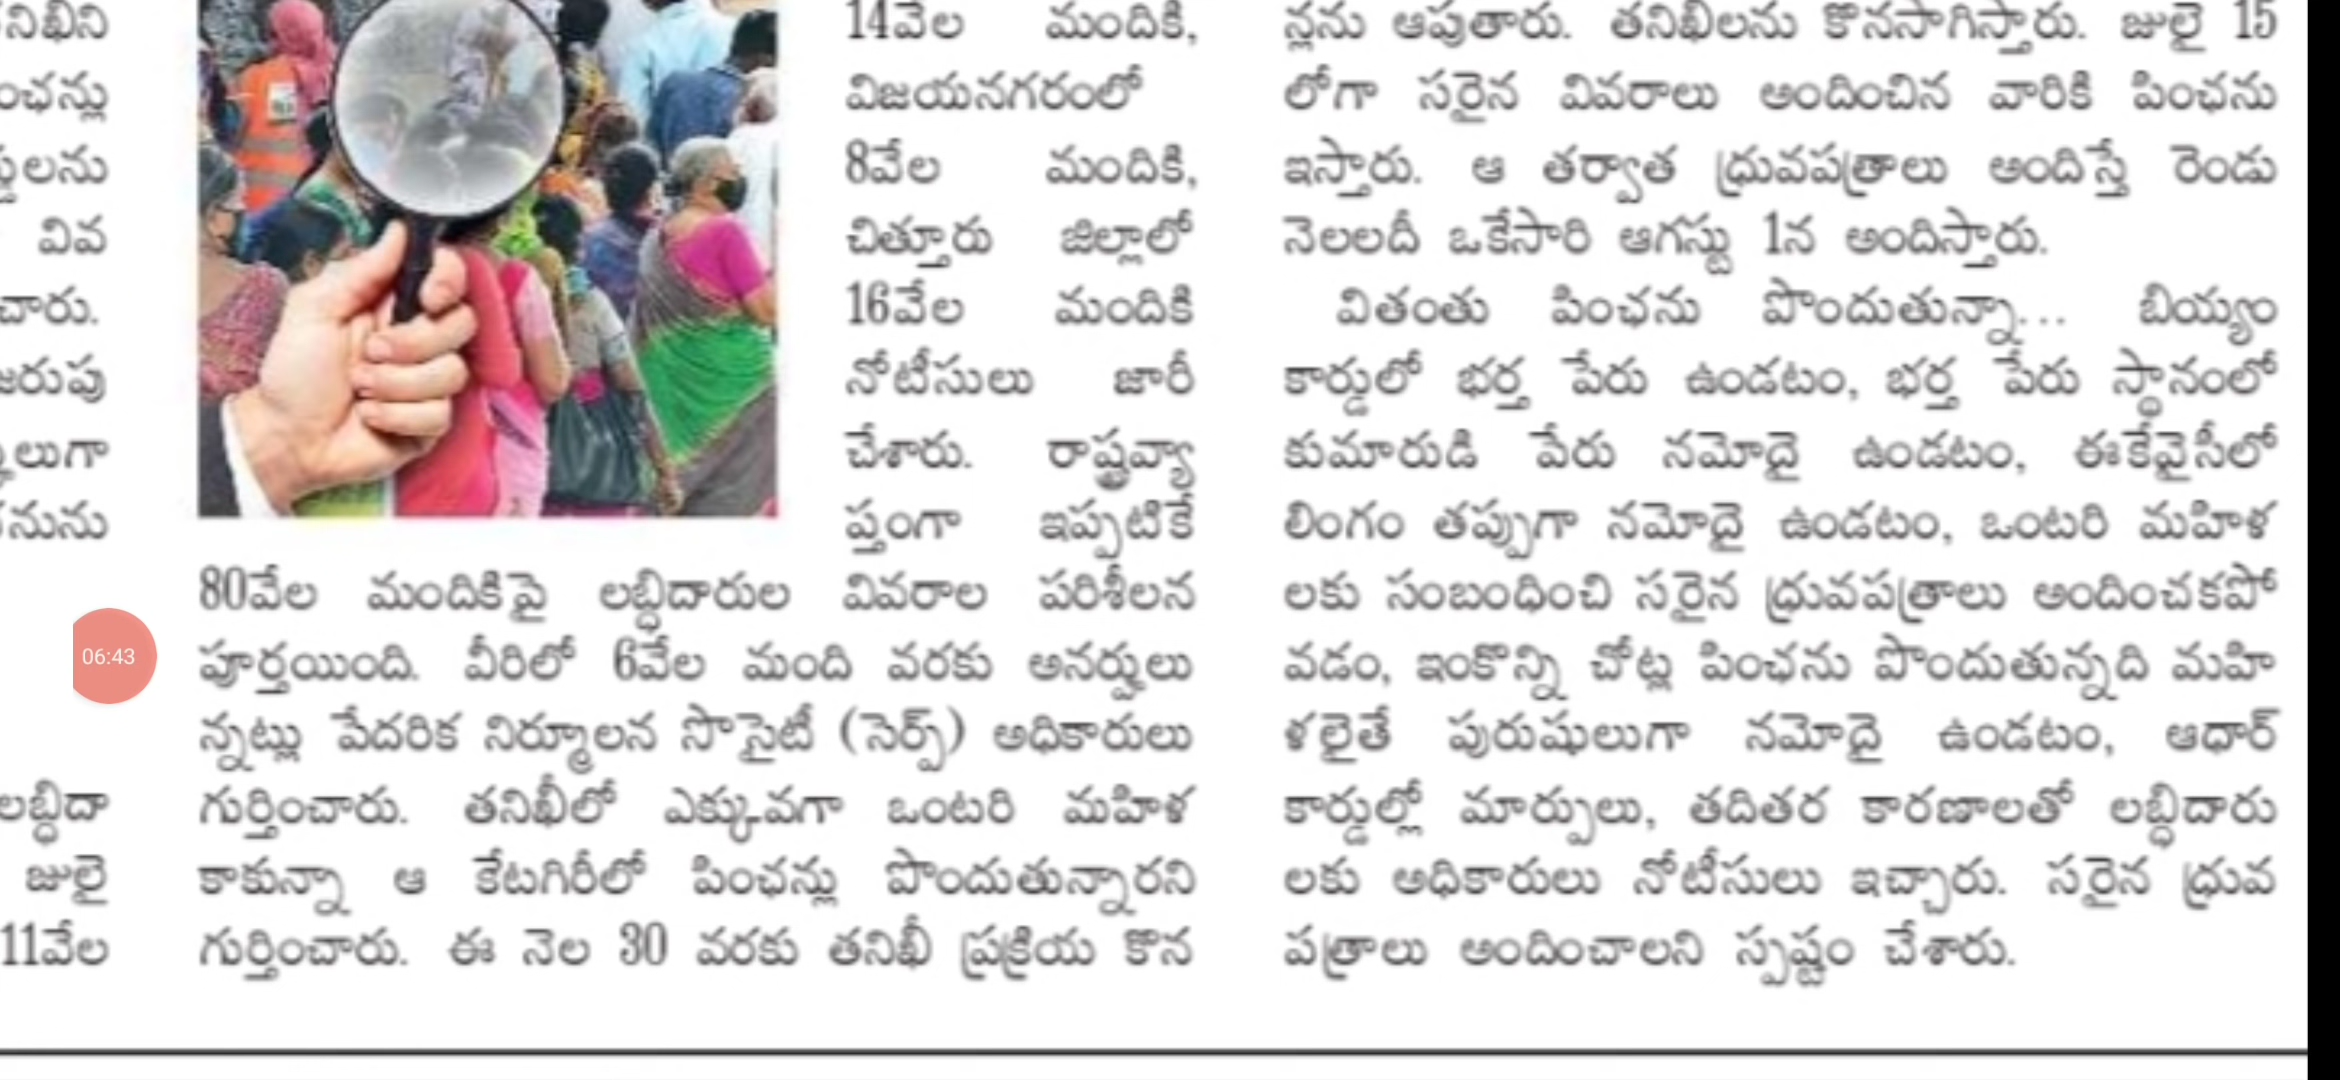 వివ
జరుపు
జులై
11వేల
14వేల మందికి,
విజయనగరంలో
8వేల మందికి,
చిత్తూరు జిల్లాలో
16వేల మందికి
నోటీసులు జారీ
చేశారు. రాష్ట్రవ్యా
ప్తంగా ఇప్పటికే
80వేల మందికిపై లబ్ధిదారుల వివరాల పరిశీలన
పూర్తయింది. వీరిలో 6వేల మంది వరకు అనర్హులు
న్నట్లు పేదరిక నిర్మూలన సొసైటీ (సెర్ప్) అధికారులు
గుర్తించారు. తనిఖీలో ఎక్కువగా ఒంటరి మహిళ
కాకున్నా ఆ కేటగిరీలో పింఛన్లు పొందుతున్నారని
గుర్తించారు. ఈ నెల 30 వరకు తనిఖీ ప్రక్రియ కొన
న్లను ఆపుతారు. తనిఖీలను కొనసాగిస్తారు. జులై 15
లోగా సరైన వివరాలు అందించిన వారికి పింఛను
ఇస్తారు. ఆ తర్వాత ధ్రువపత్రాలు అందిస్తే రెండు
నెలలదీ ఒకేసారి ఆగస్టు 1న అందిస్తారు.
వితంతు పింఛను పొందుతున్నా... బియ్యం
కార్డులో భర్త పేరు ఉండటం, భర్త పేరు స్థానంలో
కుమారుడి పేరు నమోదై ఉండటం, ఈకేవైసీలో
లింగం తప్పుగా నమోదై ఉండటం, ఒంటరి మహిళ
లకు సంబంధించి సరైన ధ్రువపత్రాలు అందించకపో
వడం, ఇంకొన్ని చోట్ల పింఛను పొందుతున్నది మహి
ళలైతే పురుషులుగా నమోదై ఉండటం, ఆధార్
కార్డుల్లో మార్పులు, తదితర కారణాలతో లబ్ధిదారు
లకు అధికారులు నోటీసులు ఇచ్చారు. సరైన ధ్రువ
పత్రాలు అందించాలని స్పష్టం చేశారు.
06:43